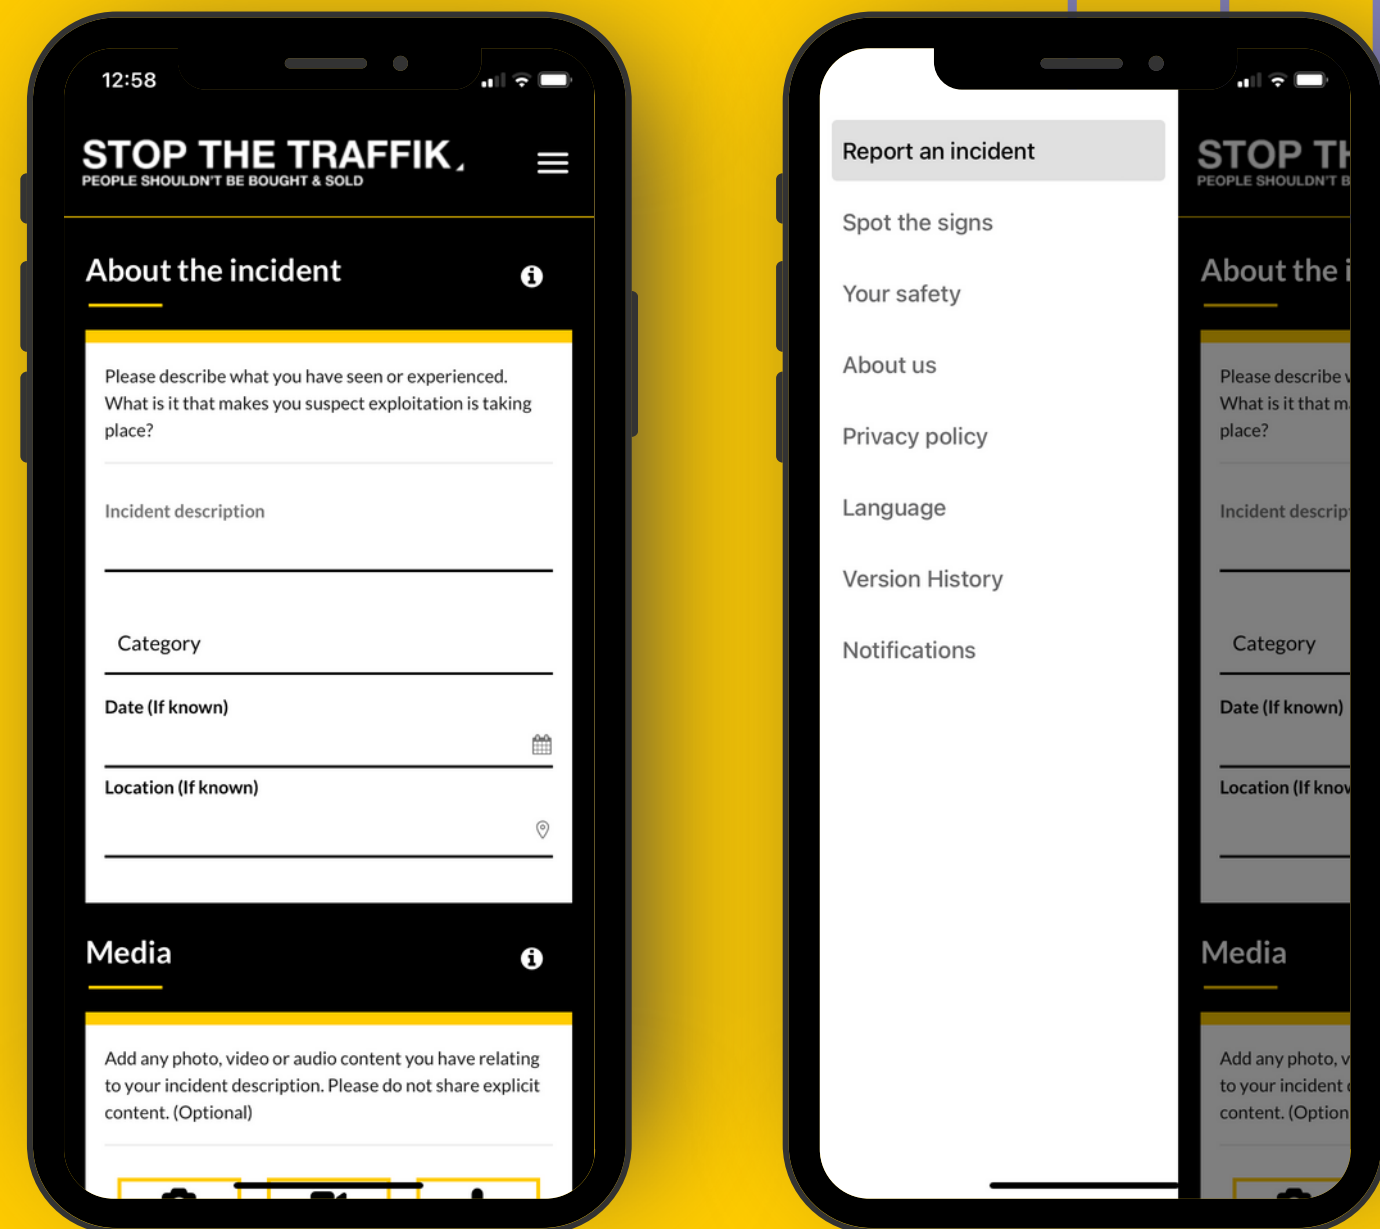 12:58
STOP THE TRAFFIK
PEOPLE SHOULDN'T BE BOUGHT & SOLD
About the incident
Please describe what you have seen or experienced.
What is it that makes you suspect exploitation is taking
place?
Incident description
Category
Date (If known)
Location (If known)
Media
Add any photo, video or audio content you have relating
to your incident description. Please do not share explicit
content. (Optional)
Report an incident
Spot the signs
Your safety
About us
Privacy policy
Language
Version History
Notifications
STOP TH
PEOPLE SHOULDN'T B
About the i
Please describe
What is it that m
place?
Incident descrip
Category
Date (If known)
Location (If know
Media
Add any photo, v
to your incident
content. (Option